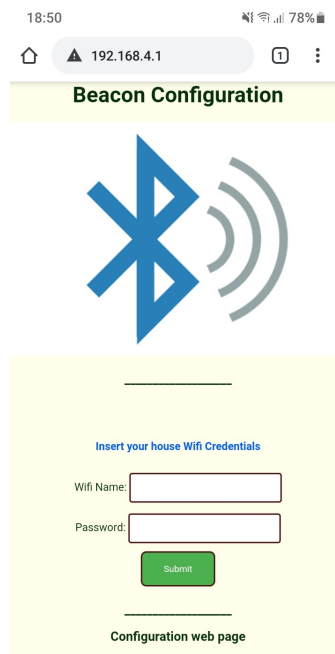 18:50 78%
192.168.4.1 1
Beacon Configuration
Insert your house Wifi Credentials
Wifi Name:
Password:
Submit
Configuration web page